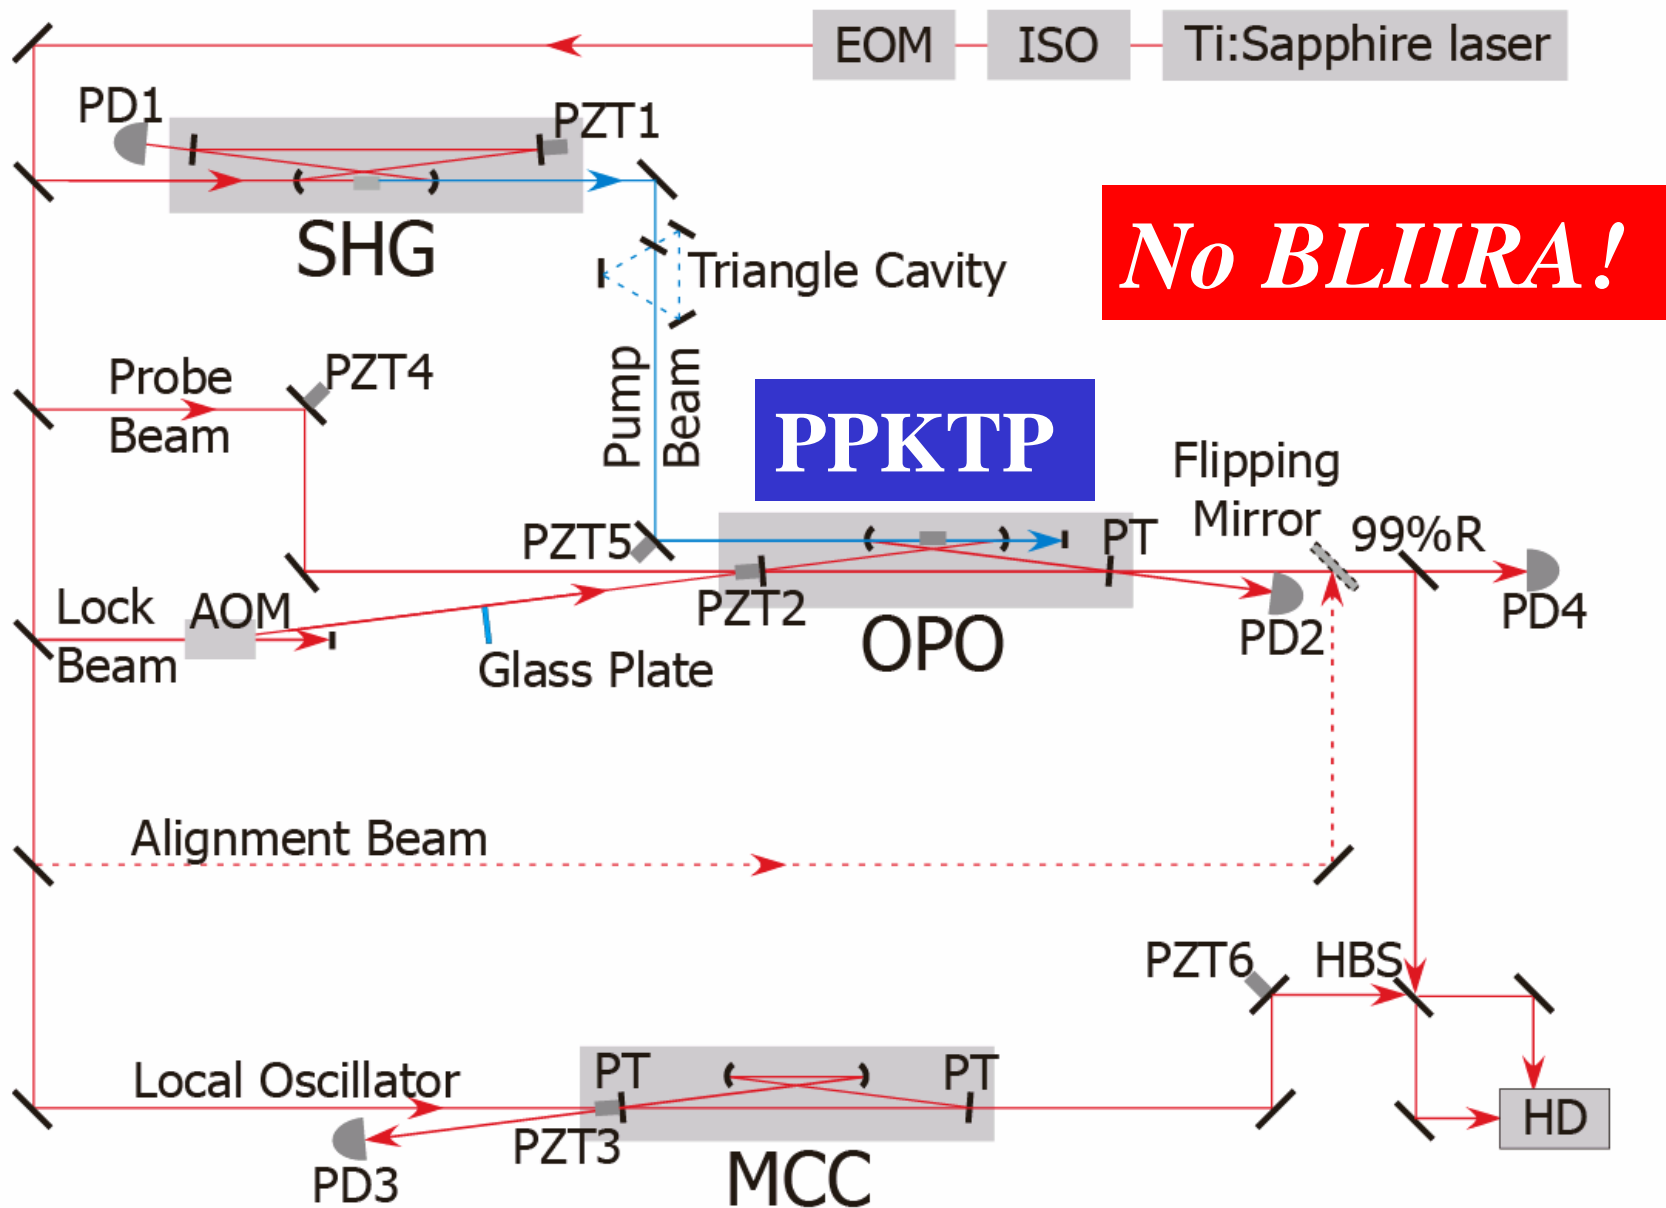 EOM
ISO
Ti:Sapphire laser
PD1
PZT1
SHG
Triangle Cavity
No BLIIRA!
Probe
Beam
PZT4
Pump
Beam
PPKTP
Flipping
Mirror
99%R
PZT5
PT
PD4
PZT2
PD2
OPO
Lock
Beam
AOM
Glass Plate
Alignment Beam
PZT6
HBS
Local Oscillator
PT
PT
PZT3
PD3
MCC
HD